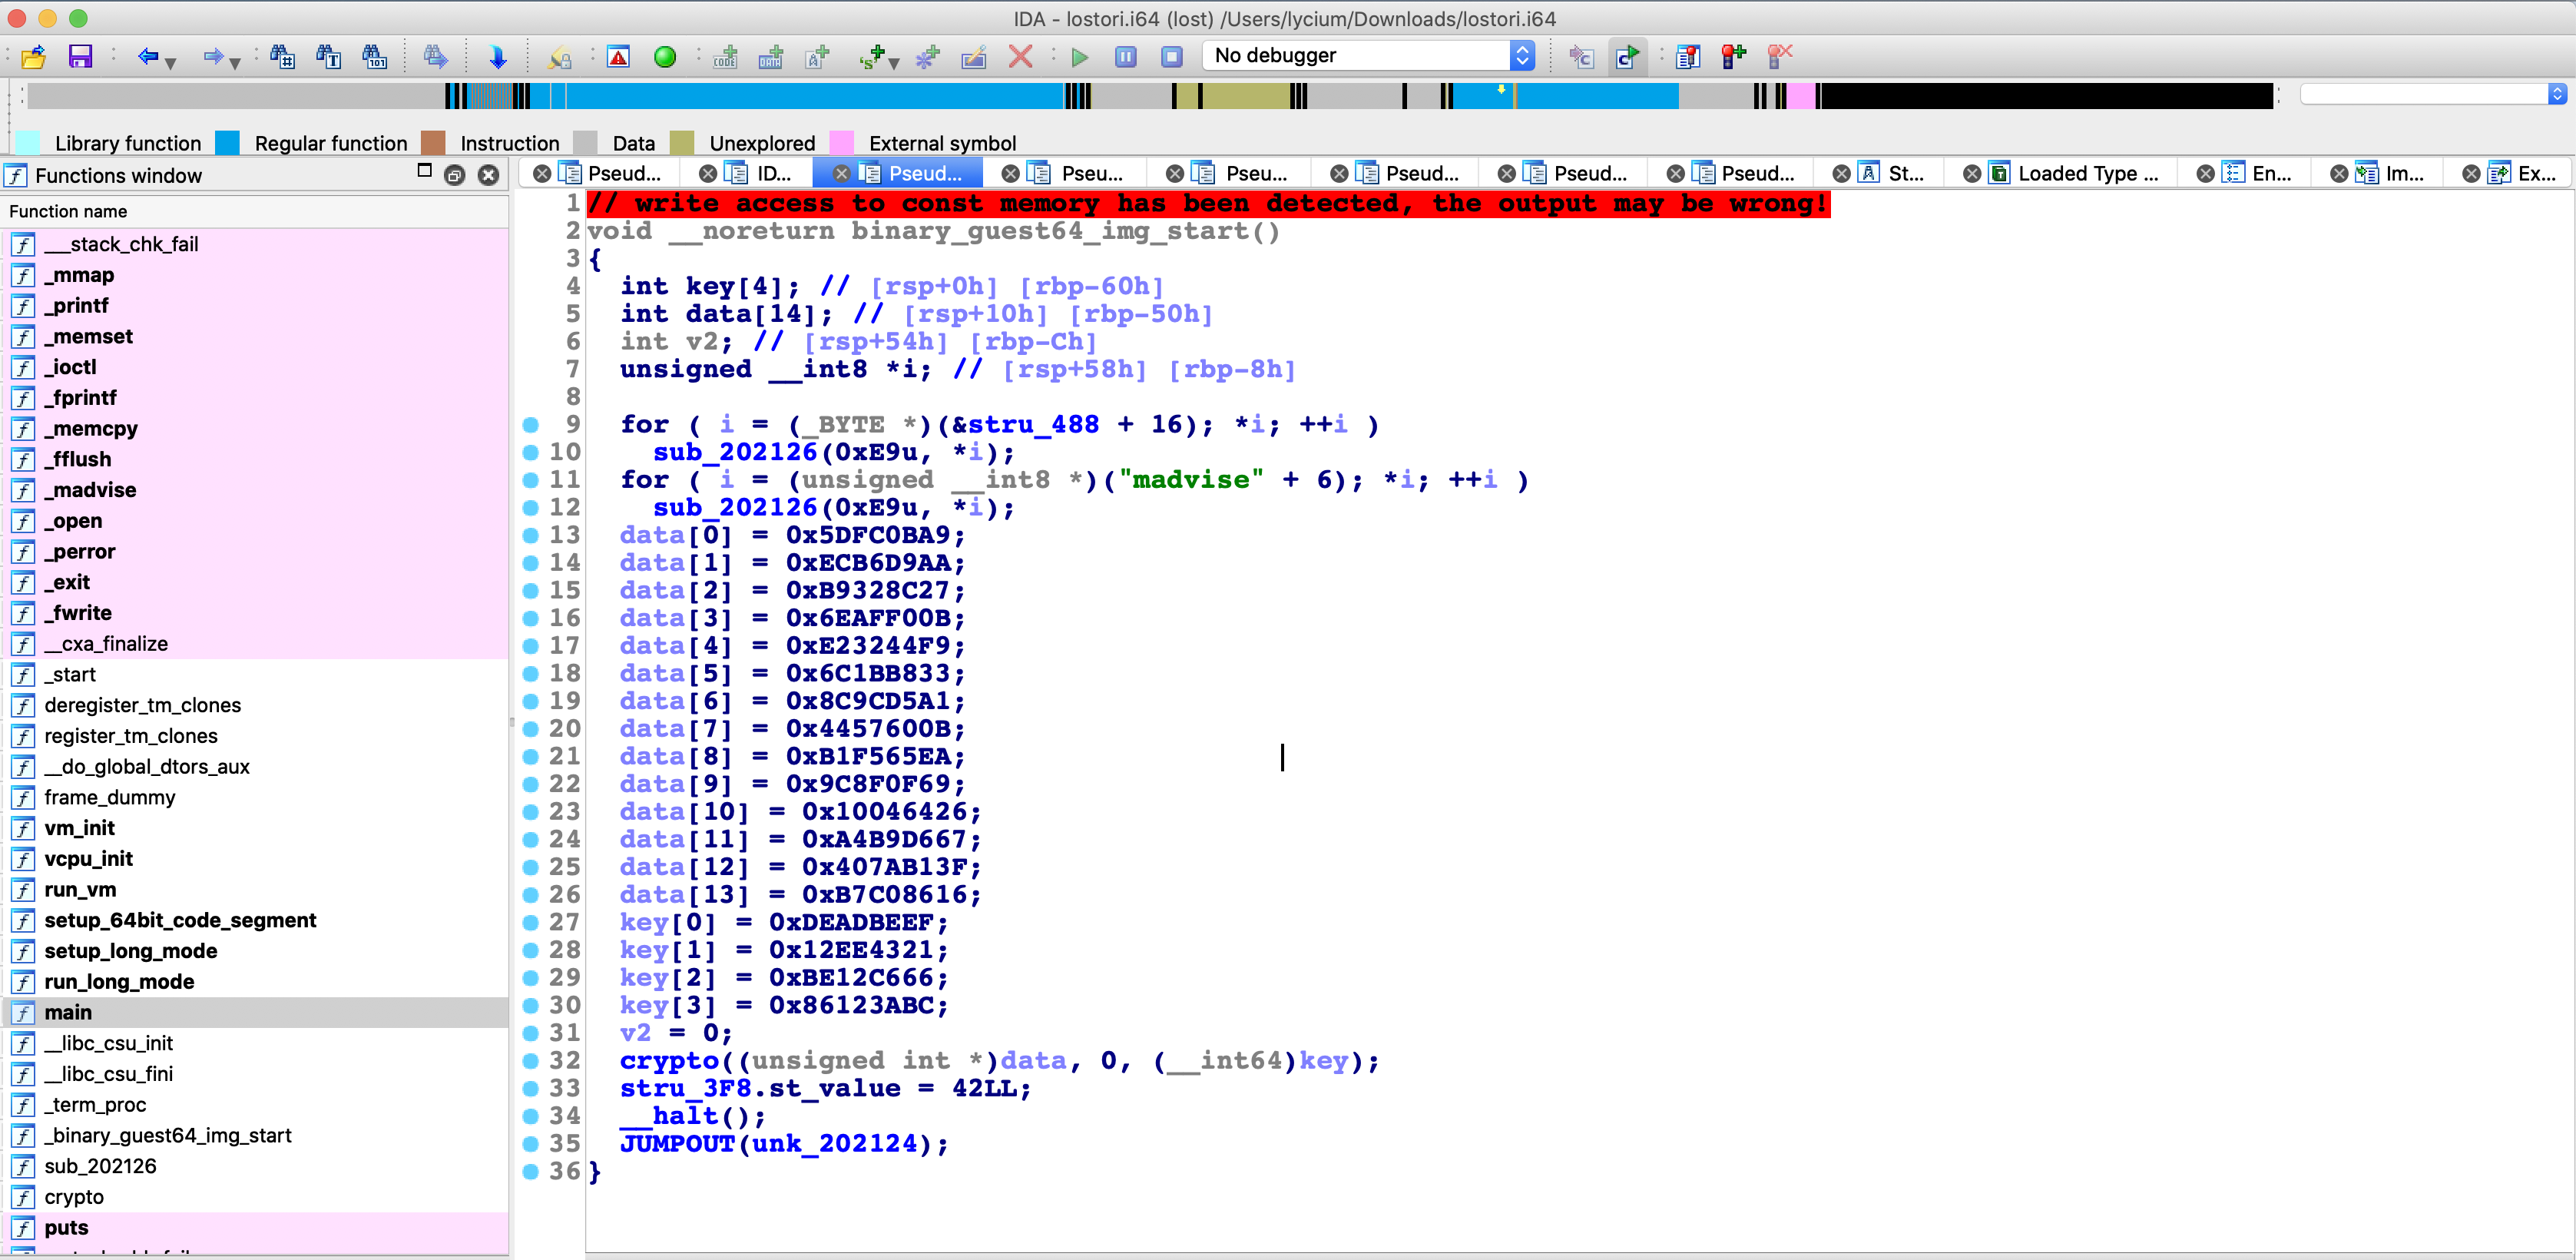 IDA - lostori.i64 (lost) /Users/lycium/Downloads/lostori.i64
No debugger
Library function Regular function Instruction Data Unexplored External symbol
Functions window
Pseud... ID... Pseud... Pseu... Pseu... Pseud... Pseud... Pseud... St... Loaded Type ... En... Im... Ex...
Function name
___stack_chk_fail
_mmap
_printf
_memset
_ioctl
_fprintf
_memcpy
_fflush
_madvise
_open
_perror
_exit
_fwrite
__cxa_finalize
_start
deregister_tm_clones
register_tm_clones
__do_global_dtors_aux
frame_dummy
vm_init
vcpu_init
run_vm
setup_64bit_code_segment
setup_long_mode
run_long_mode
main
__libc_csu_init
__libc_csu_fini
_term_proc
_binary_guest64_img_start
sub_202126
crypto
puts
1 // write access to const memory has been detected, the output may be wrong!
2 void __noreturn binary_guest64_img_start()
3 {
4 int key[4]; // [rsp+0h] [rbp-60h]
5 int data[14]; // [rsp+10h] [rbp-50h]
6 int v2; // [rsp+54h] [rbp-Ch]
7 unsigned __int8 *i; // [rsp+58h] [rbp-8h]
8
9 for ( i = (_BYTE *)(&stru_488 + 16); *i; ++i )
10 sub_202126(0xE9u, *i);
11 for ( i = (unsigned __int8 *)("madvise" + 6); *i; ++i )
12 sub_202126(0xE9u, *i);
13 data[0] = 0x5DFC0BA9;
14 data[1] = 0xECB6D9AA;
15 data[2] = 0xB9328C27;
16 data[3] = 0x6EAFF00B;
17 data[4] = 0xE23244F9;
18 data[5] = 0x6C1BB833;
19 data[6] = 0x8C9CD5A1;
20 data[7] = 0x4457600B;
21 data[8] = 0xB1F565EA;
22 data[9] = 0x9C8F0F69;
23 data[10] = 0x10046426;
24 data[11] = 0xA4B9D667;
25 data[12] = 0x407AB13F;
26 data[13] = 0xB7C08616;
27 key[0] = 0xDEADBEEF;
28 key[1] = 0x12EE4321;
29 key[2] = 0xBE12C666;
30 key[3] = 0x86123ABC;
31 v2 = 0;
32 crypto((unsigned int *)data, 0, (__int64)key);
33 stru_3F8.st_value = 42LL;
34 __halt();
35 JUMPOUT(unk_202124);
36 }